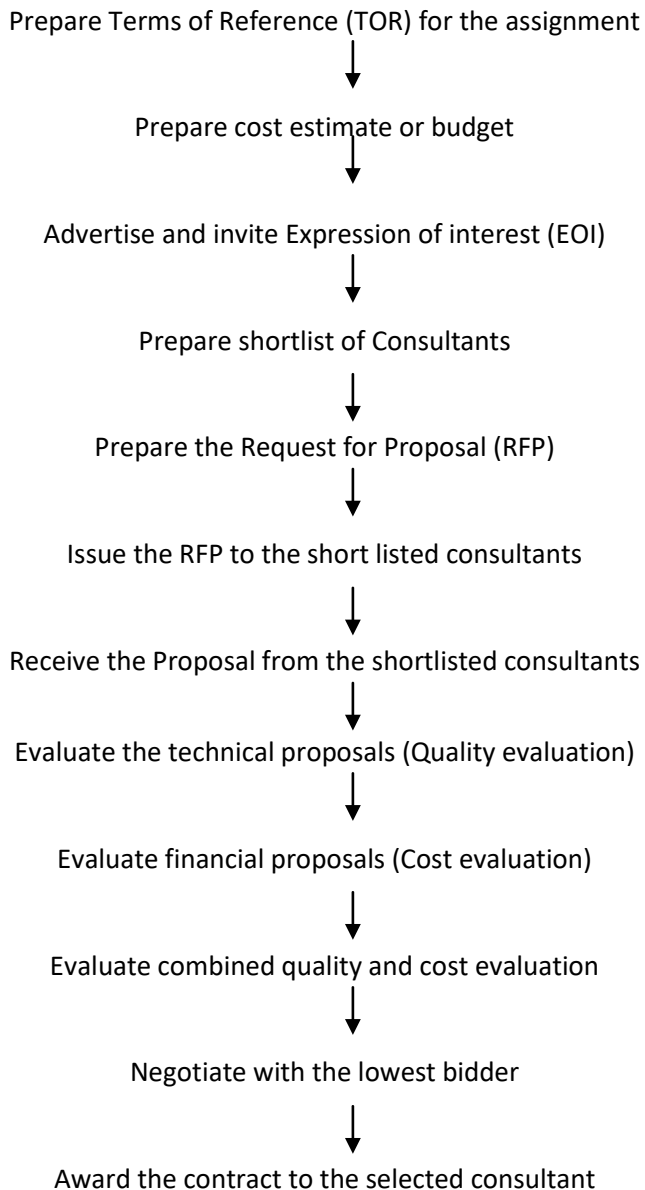 Prepare Terms of Reference (TOR) for the assignment
Prepare cost estimate or budget
Advertise and invite Expression of interest (EOI)
Prepare shortlist of Consultants
Prepare the Request for Proposal (RFP)
Issue the RFP to the short listed consultants
Receive the Proposal from the shortlisted consultants
Evaluate the technical proposals (Quality evaluation)
Evaluate financial proposals (Cost evaluation)
Evaluate combined quality and cost evaluation
Negotiate with the lowest bidder
Award the contract to the selected consultant